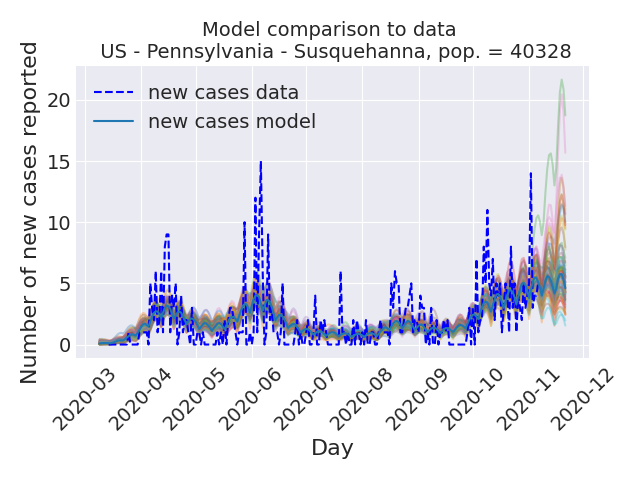 Model comparison to data
US - Pennsylvania - Susquehanna, pop. = 40328
Number of new cases reported
new cases data
new cases model
20
15
10
5
0
2020-03
2020-04
2020-05
2020-06
2020-07
2020-08
2020-09
2020-10
2020-11
2020-12
Day